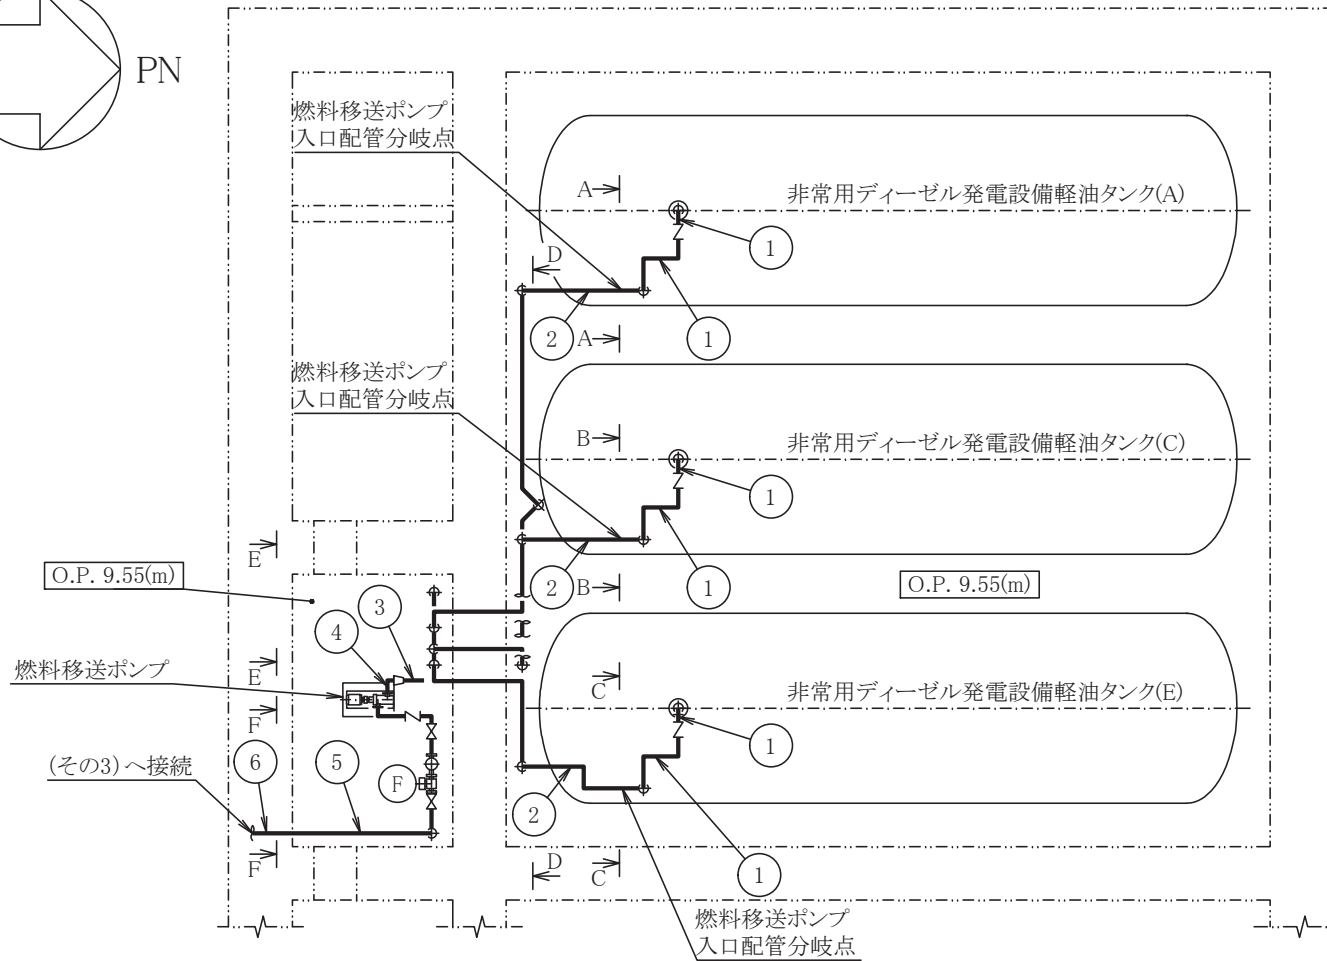 PN
燃料移送ポンプ
入口配管分岐点
A
非常用ディーゼル発電設備軽油タンク(A)
1
D
2
A
1
燃料移送ポンプ
入口配管分岐点
B
非常用ディーゼル発電設備軽油タンク(C)
1
E
2
B
1
O.P. 9.55(m)
O.P. 9.55(m)
3
4
燃料移送ポンプ
E
C
非常用ディーゼル発電設備軽油タンク(E)
F
1
(その3)へ接続
6
5
F
2
F
D
C
1
燃料移送ポンプ
入口配管分岐点